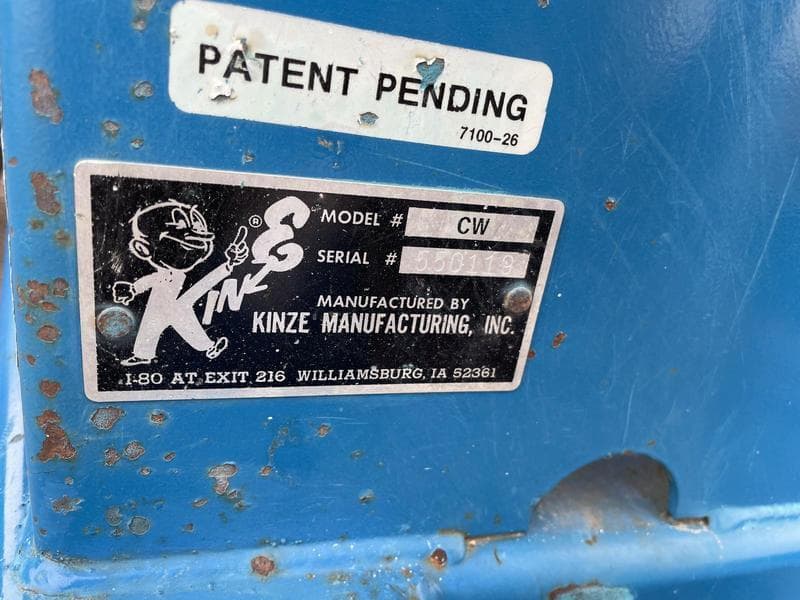 PATENT PENDING
7100-26
KINZE ®
MODEL # CW
SERIAL # 550119
MANUFACTURED BY
KINZE MANUFACTURING, INC.
I-80 AT EXIT 216 WILLIAMSBURG, IA 52361